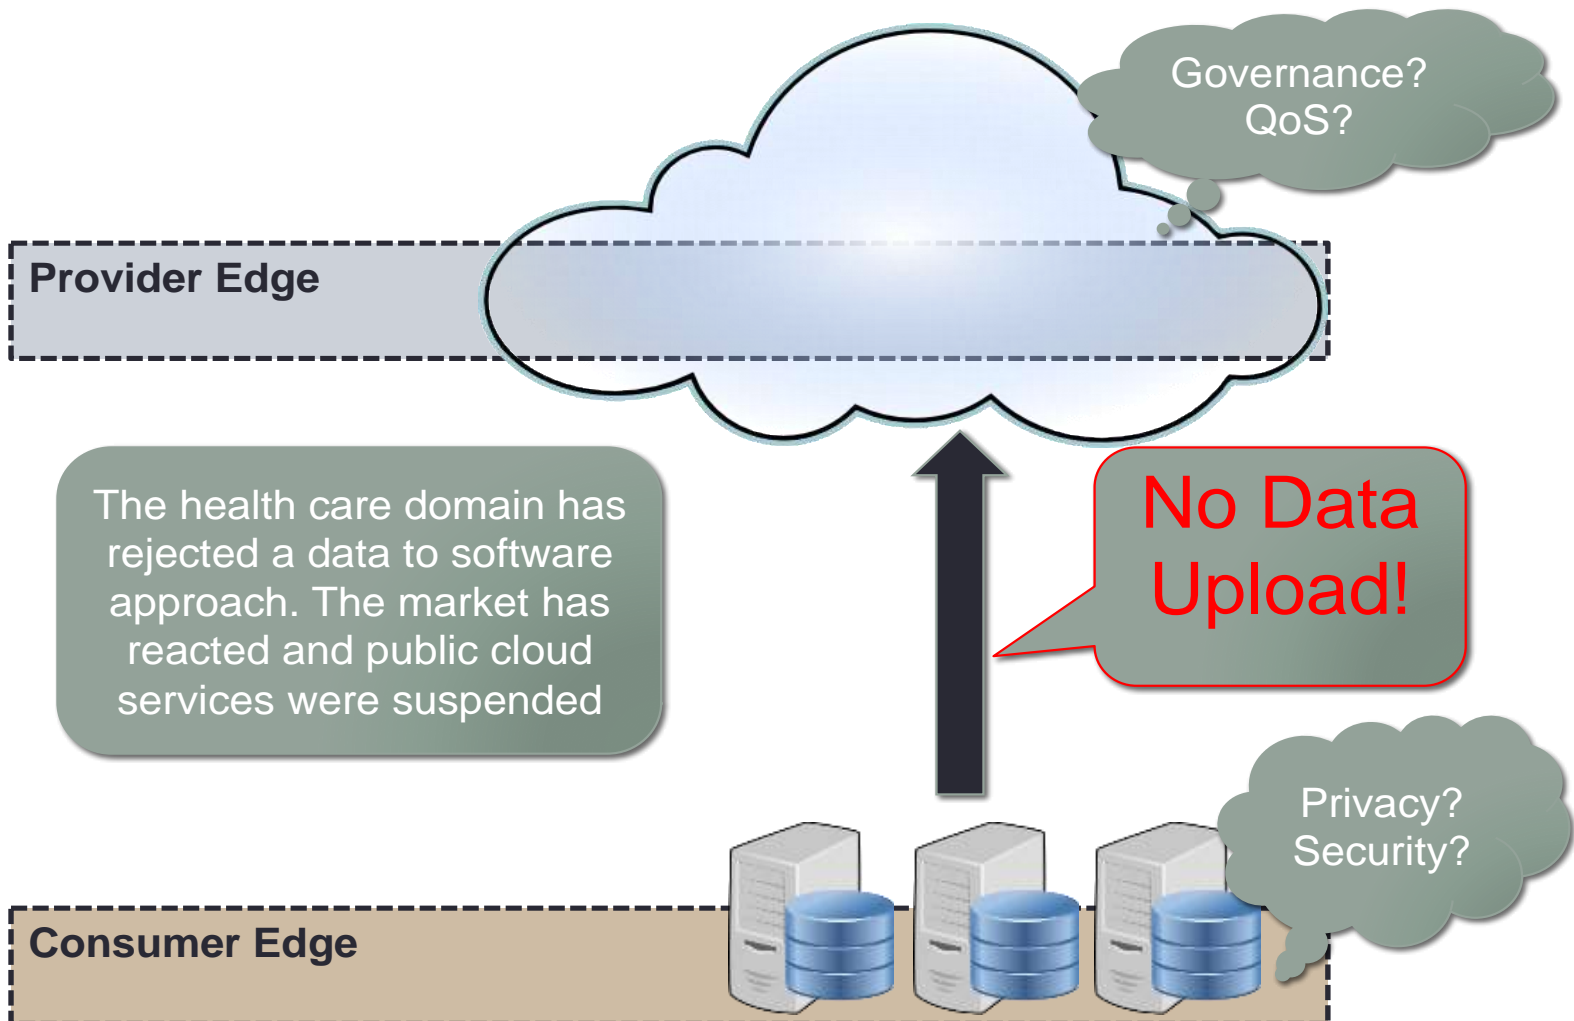 Governance?
QoS?
Provider Edge
The health care domain has
rejected a data to software
approach. The market has
reacted and public cloud
services were suspended
No Data
Upload!
Privacy?
Security?
Consumer Edge